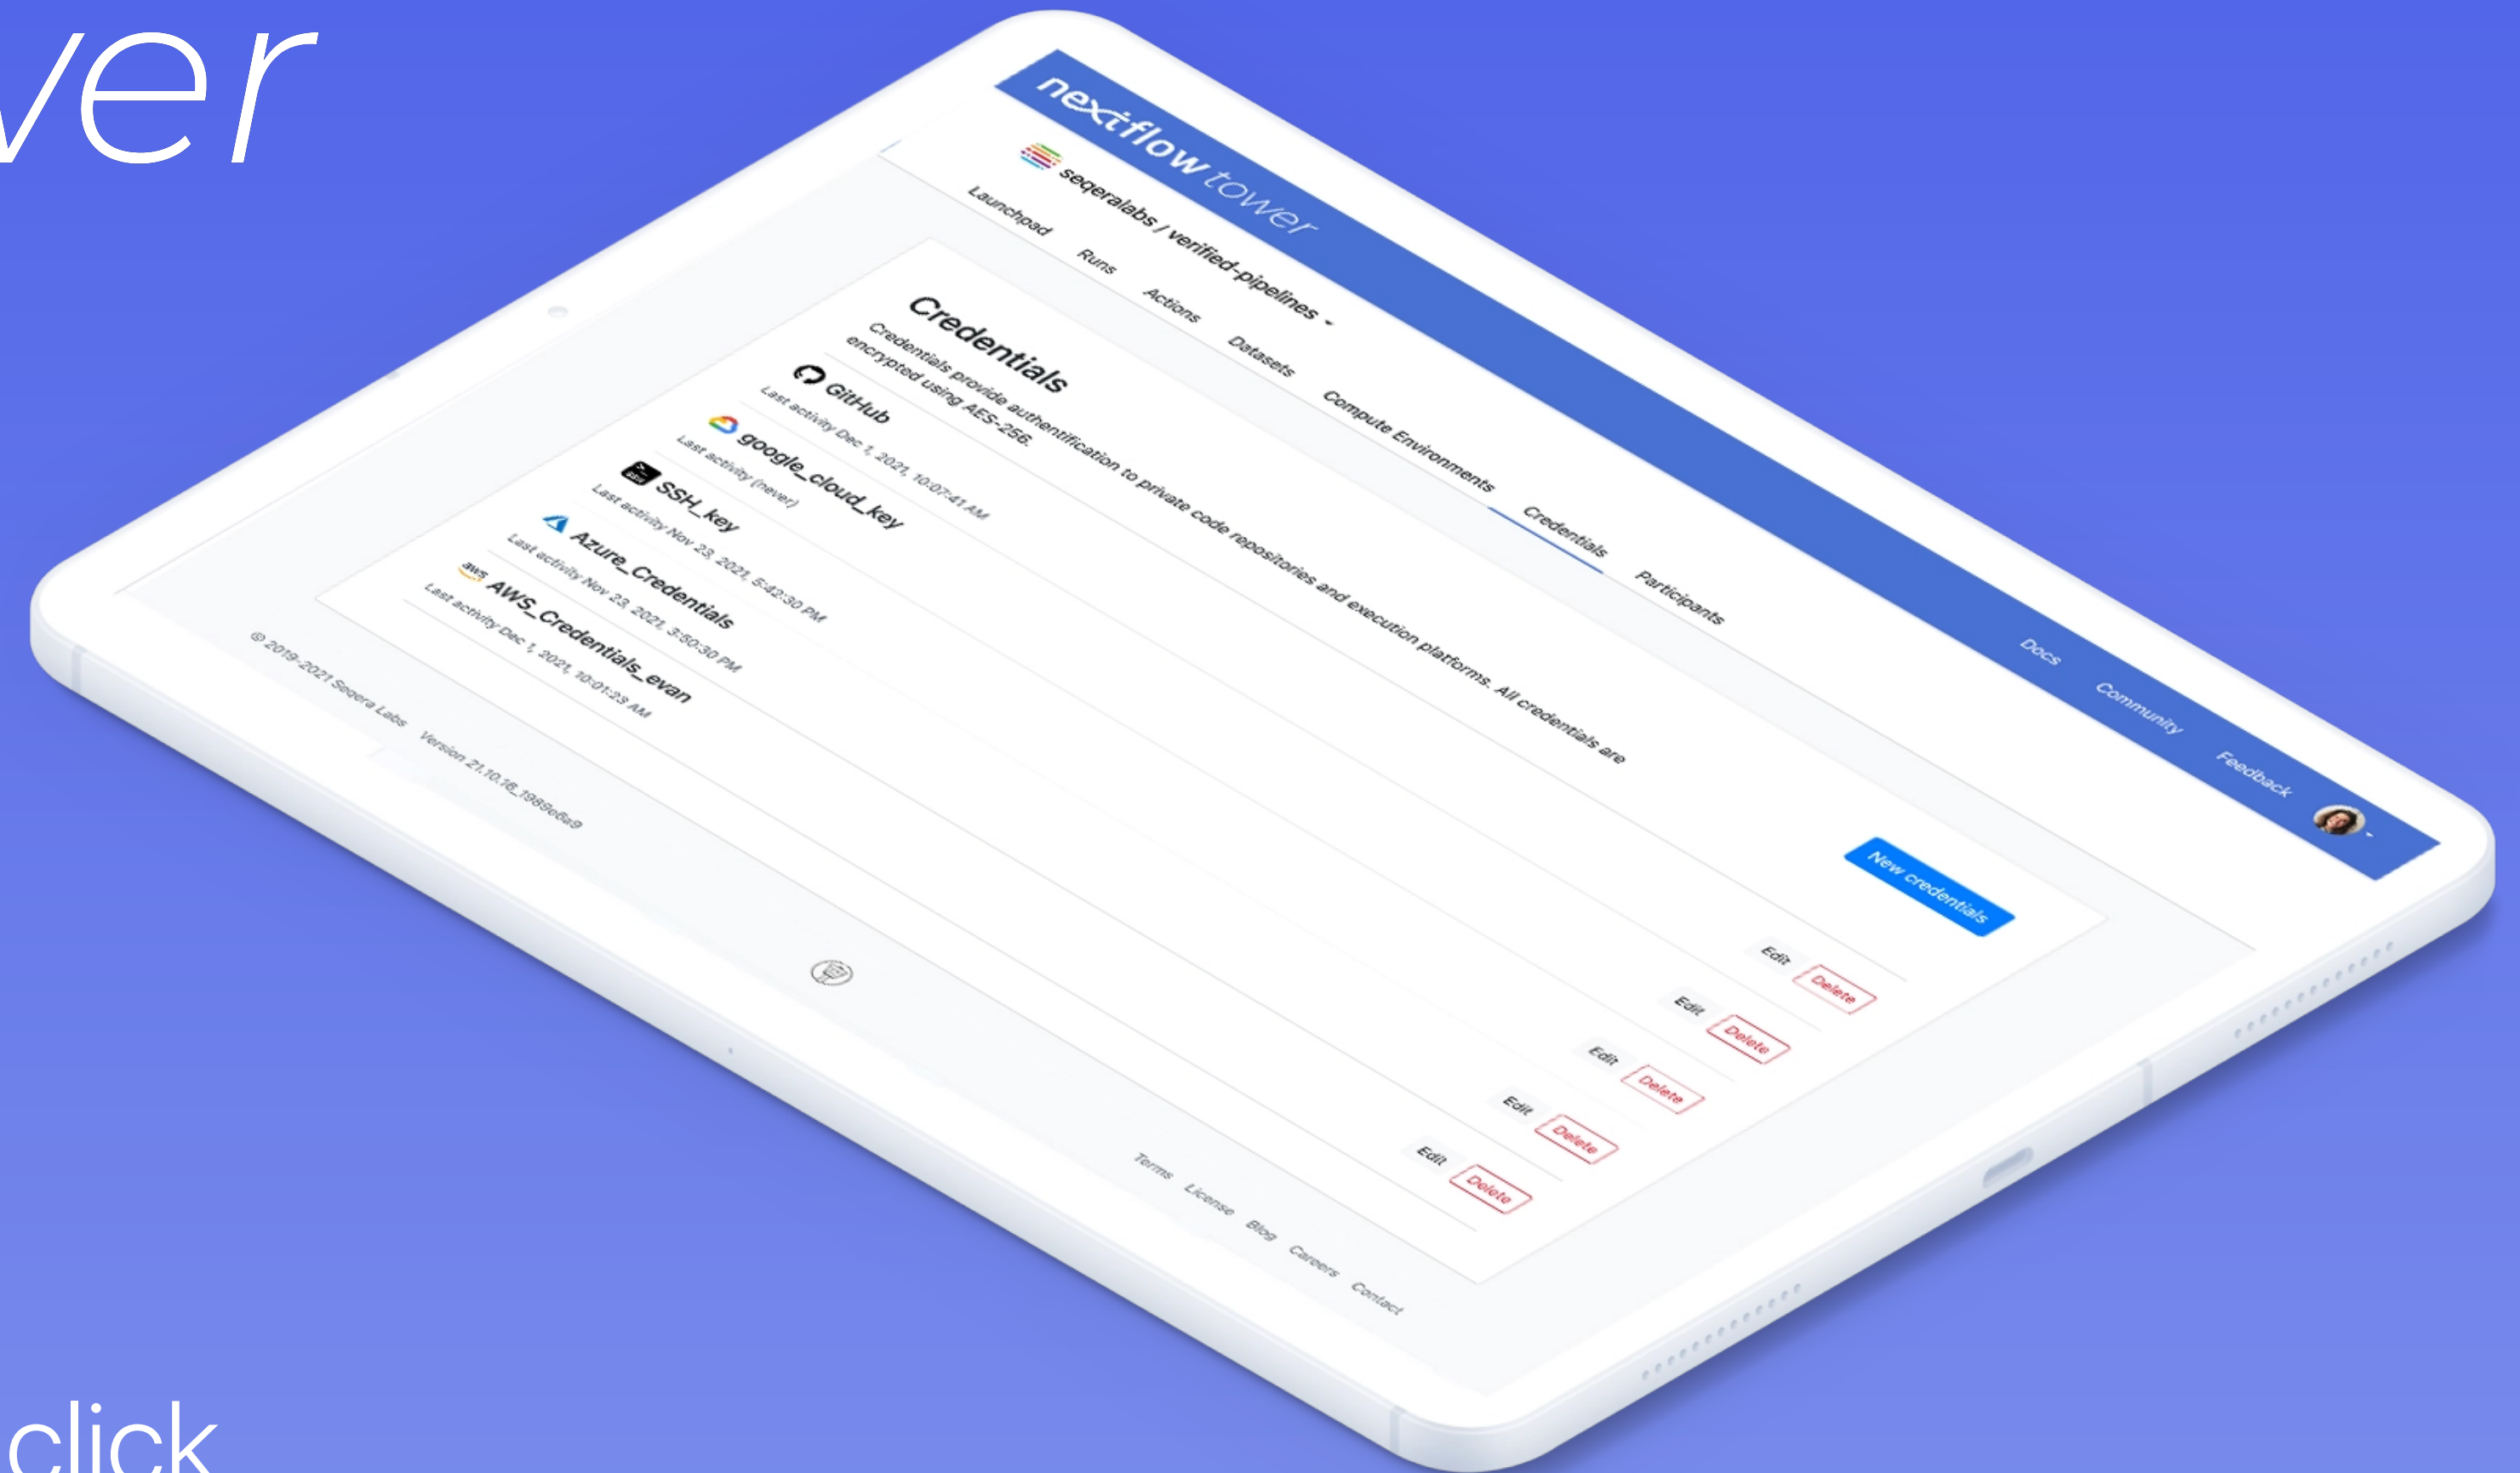 ver
nextflow tower
Docs Community Feedback
seqeralabs / verified-pipelines
Launchpad Runs Actions Datasets Compute Environments Credentials Participants
Credentials
Credentials provide authentification to private code repositories and execution platforms. All credentials are
encrypted using AES-256.
New credentials
GitHub
Last activity Dec 1, 2021, 10:07:41 AM
Edit Delete
google_cloud_key
Last activity (never)
Edit Delete
SSH_key
Last activity Nov 23, 2021, 5:42:30 PM
Edit Delete
Azure_Credentials
Last activity Nov 23, 2021, 3:50:30 PM
Edit Delete
aws AWS_Credentials_evan
Last activity Dec 1, 2021, 10:01:23 AM
Edit Delete
© 2019-2021 Seqera Labs Version 21.10.16_1989e6a9
Terms License Blog Careers Contact
click